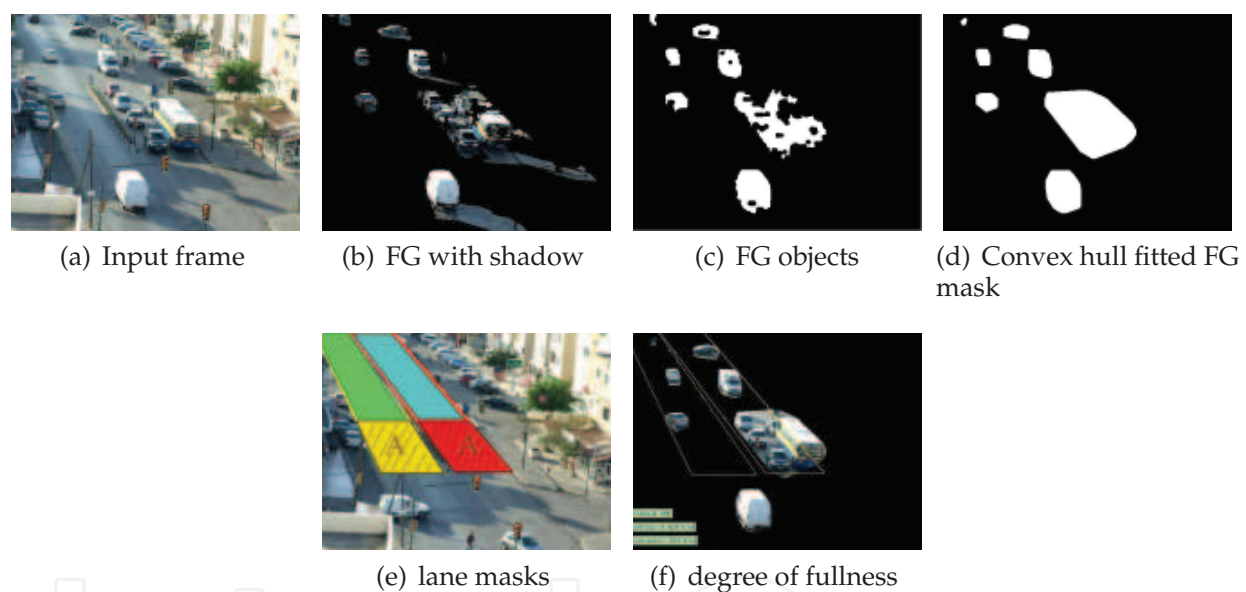 (a) Input frame
(b) FG with shadow
(c) FG objects
(d) Convex hull fitted FG
mask
A
A
(e) lane masks
(f) degree of fullness